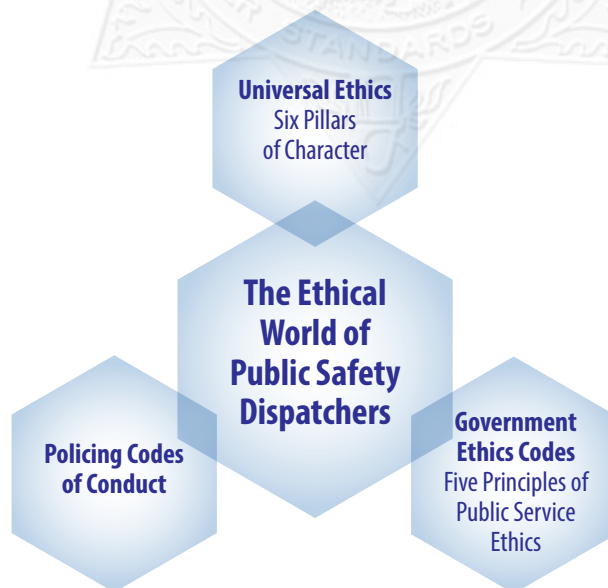 STANDARDS
Universal Ethics
Six Pillars
of Character
The Ethical
World of
Public Safety
Dispatchers
Policing Codes
of Conduct
Government
Ethics Codes
Five Principles of
Public Service
Ethics